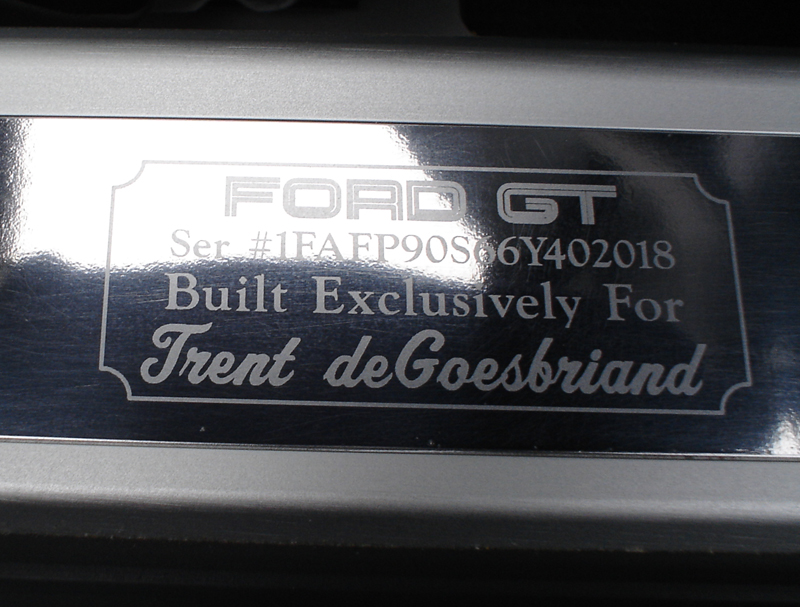 FORD GT
Ser #1FAFP90S66Y402018
Built Exclusively For
Trent deGoesbriand